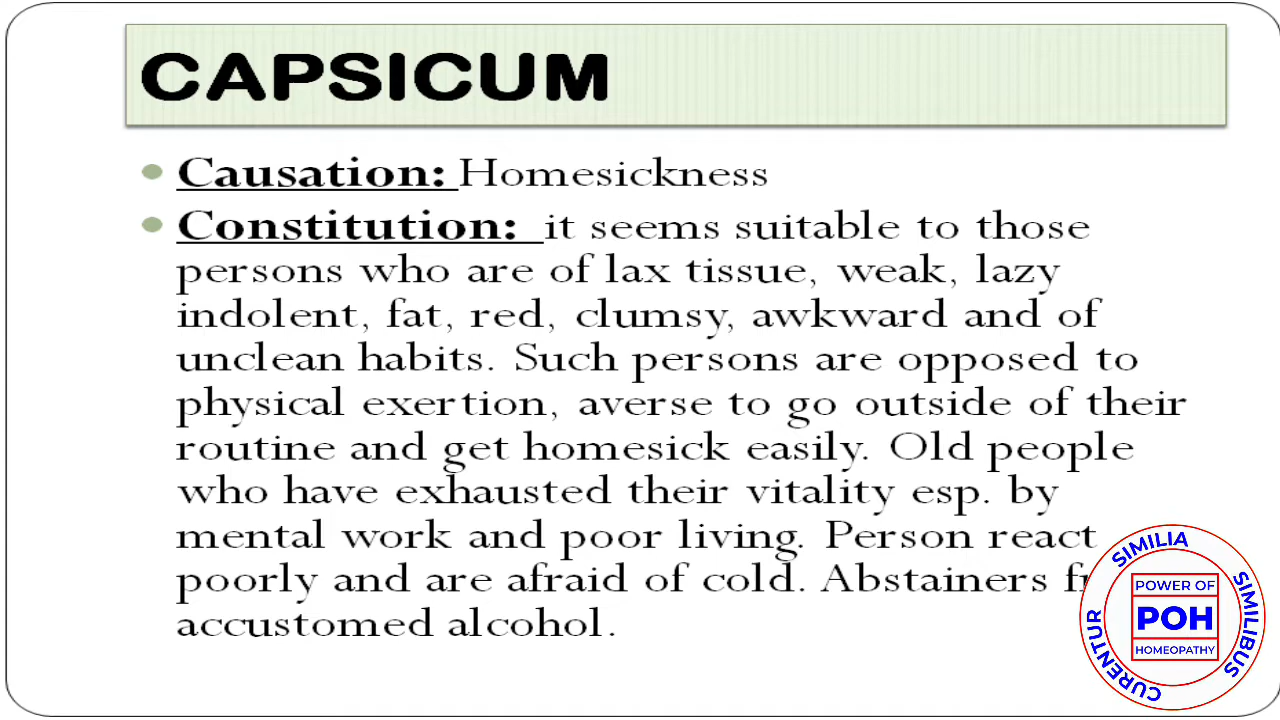 CAPSICUM
Causation: Homesickness
Constitution: it seems suitable to those
persons who are of lax tissue, weak, lazy
indolent, fat, red, clumsy, awkward and of
unclean habits. Such persons are opposed to
physical exertion, averse to go outside of their
routine and get homesick easily. Old people
who have exhausted their vitality esp. by
mental work and poor living. Person react
poorly and are afraid of cold. Abstainers
accustomed alcohol.
SIMILIA
SIMILIBUS
CURENTUR
POWER OF
POH
HOMEOPATHY